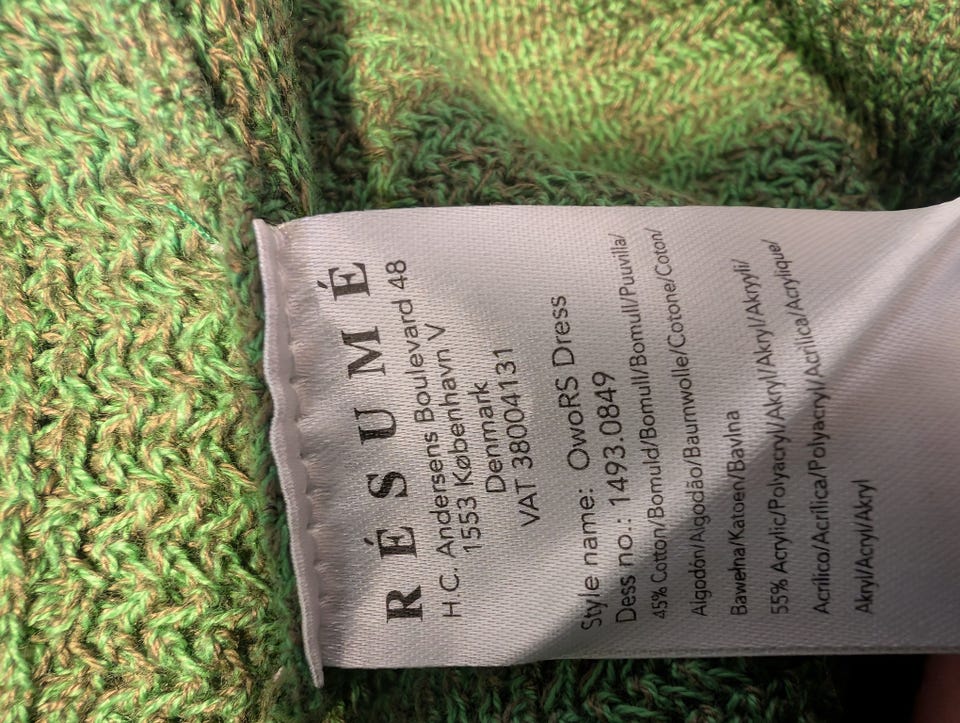 RÉSUMÉ
H.C. Andersens Boulevard 48
1553 København V
Denmark
VAT 38004131
Style name: OwoRS Dress
Dess no.: 1493.0849
45% Cotton/Bomuld/Bomull/Bomull/Puuvilla/
Algodón/Algodão/Baumwolle/Cotone/Coton/
Bawełna/Katoen/Bavlna
55% Acrylic/Polyacryl/Akryl/Akryl/Akryyli/
Acrílico/Acrílica/Polyacryl/Acrilica/Acrylique/
Akryl/Acryl/Akryl